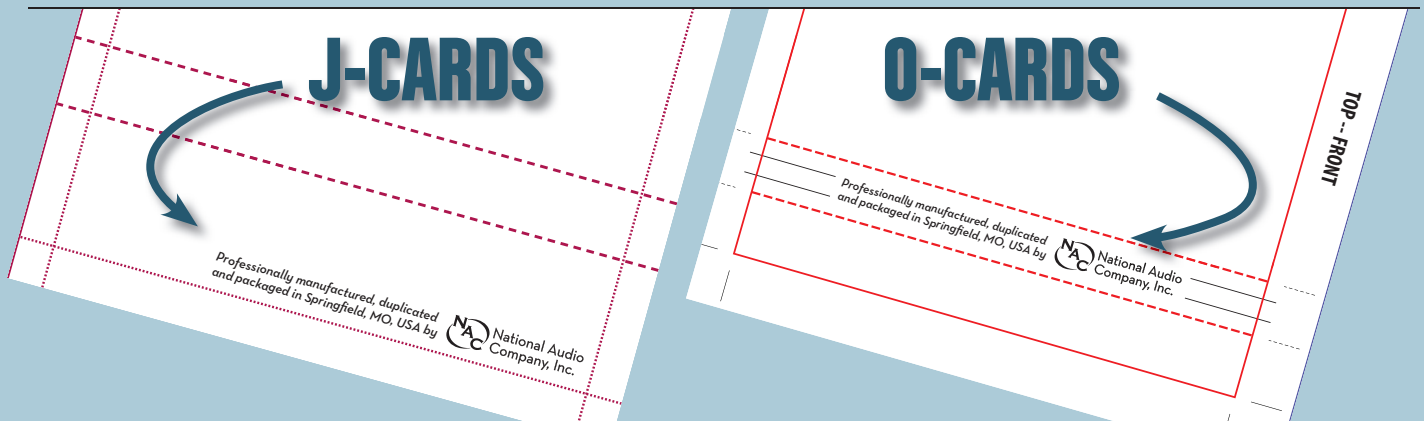 J-CARDS
Professionally manufactured, duplicated
and packaged in Springfield, MO, USA by
NAC
National Audio
Company, Inc.
O-CARDS
TOP -- FRONT
Professionally manufactured, duplicated
and packaged in Springfield, MO, USA by
NAC
National Audio
Company, Inc.